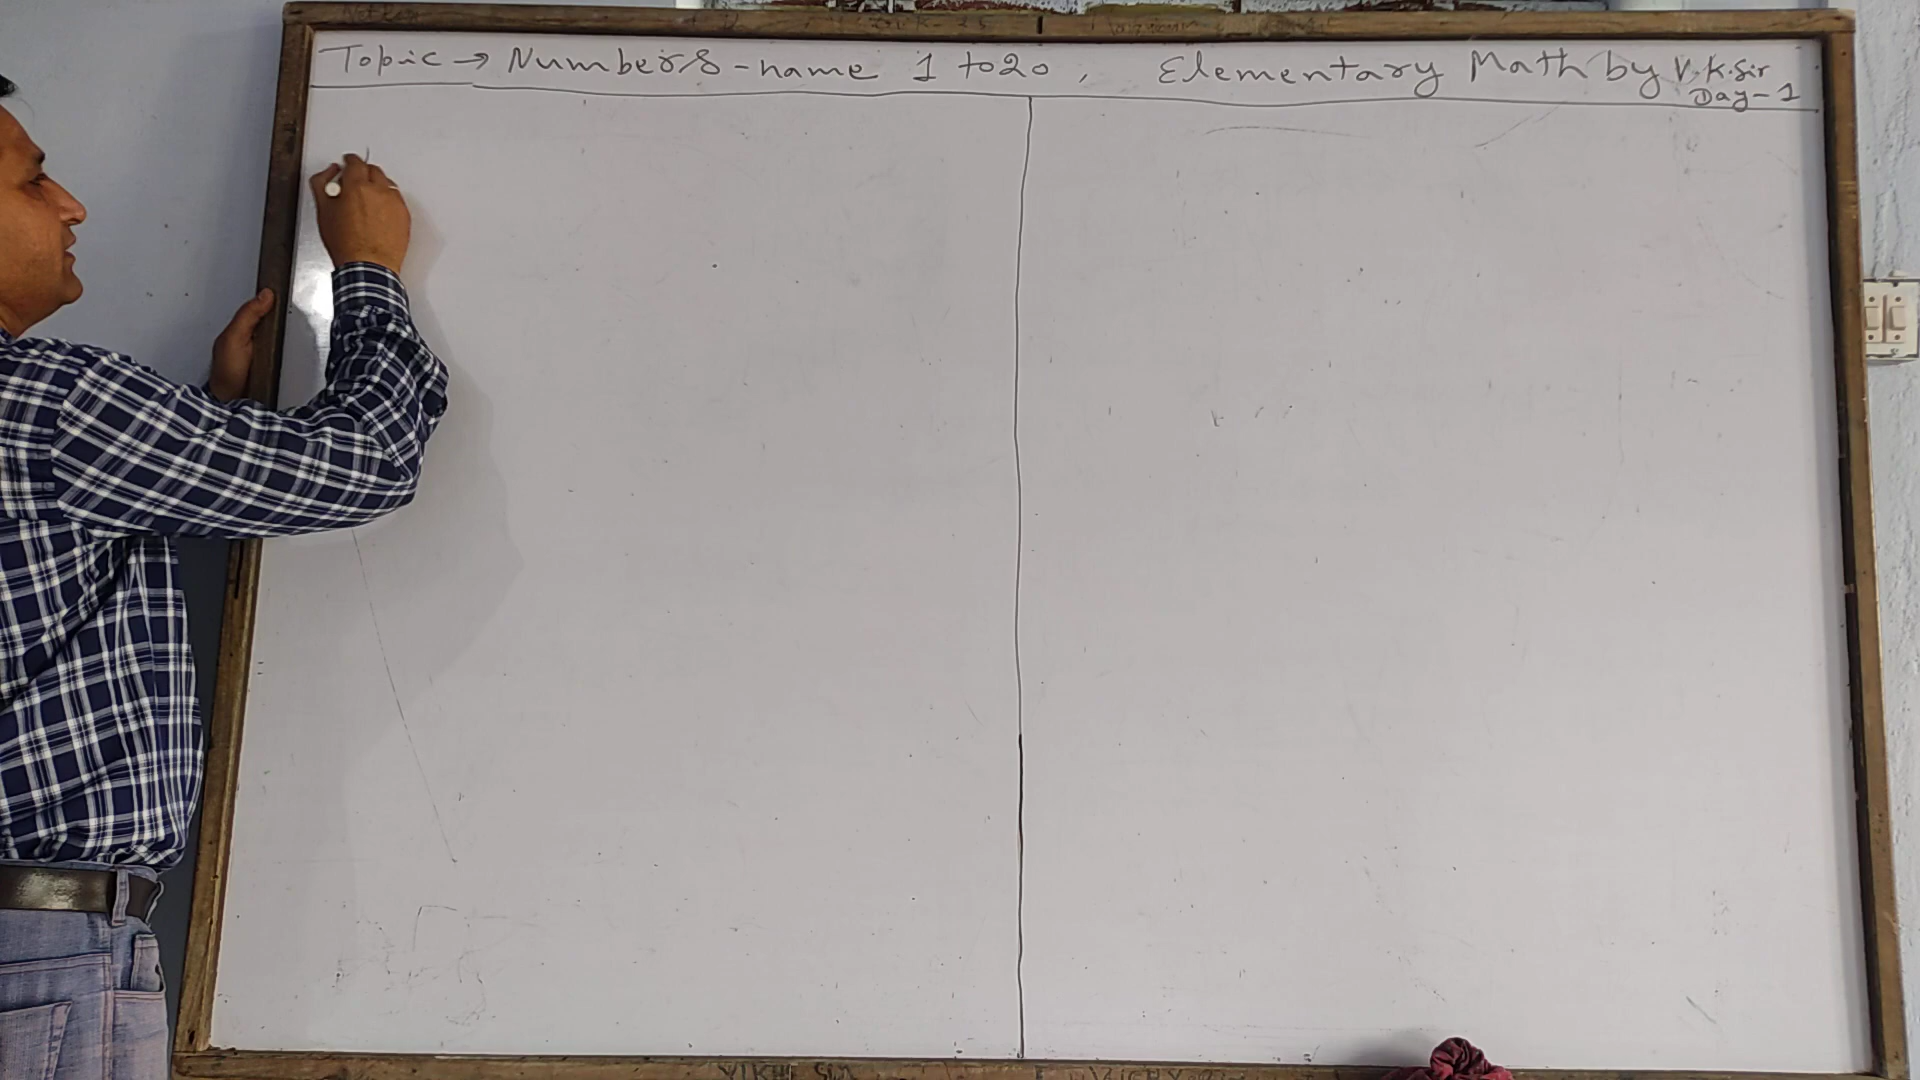 Topic → Numbers - name 1 to 20 , Elementary Math by V.K. Sir
Day - 1